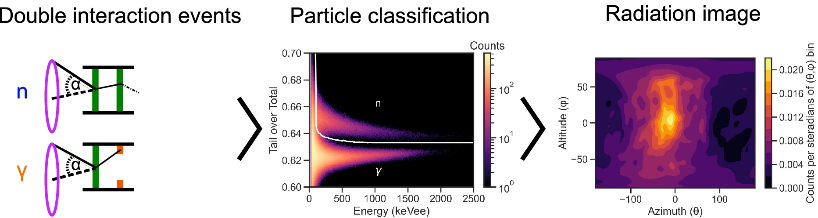 Double interaction events
Particle classification
Radiation image
n
α
γ
α
Counts
Tail over Total
0.70
0.68
0.66
0.64
0.62
0.60
n
γ
0 500 1000 1500 2000 2500
Energy (keVee)
10²
10¹
10⁰
Altitude (φ)
50
0
−50
−100 0 100
Azimuth (θ)
0.020
0.016
0.012
0.008
0.004
0.000
Counts per steradians of (θ,φ) bin